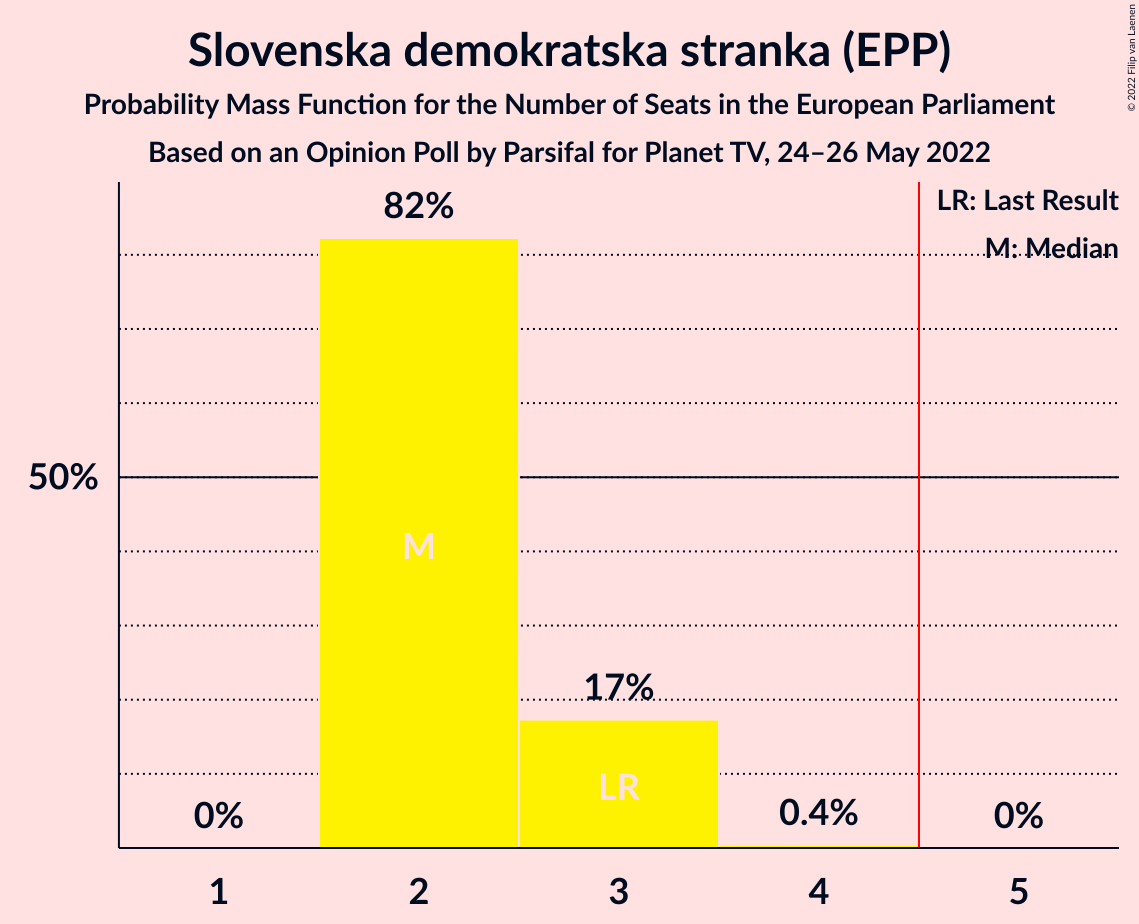 Slovenska demokratska stranka (EPP)
Probability Mass Function for the Number of Seats in the European Parliament
Based on an Opinion Poll by Parsifal for Planet TV, 24–26 May 2022
© 2022 Filip van Laenen
LR: Last Result
M: Median
82%
50%
M
17%
LR
0%
0.4%
0%
1
2
3
4
5